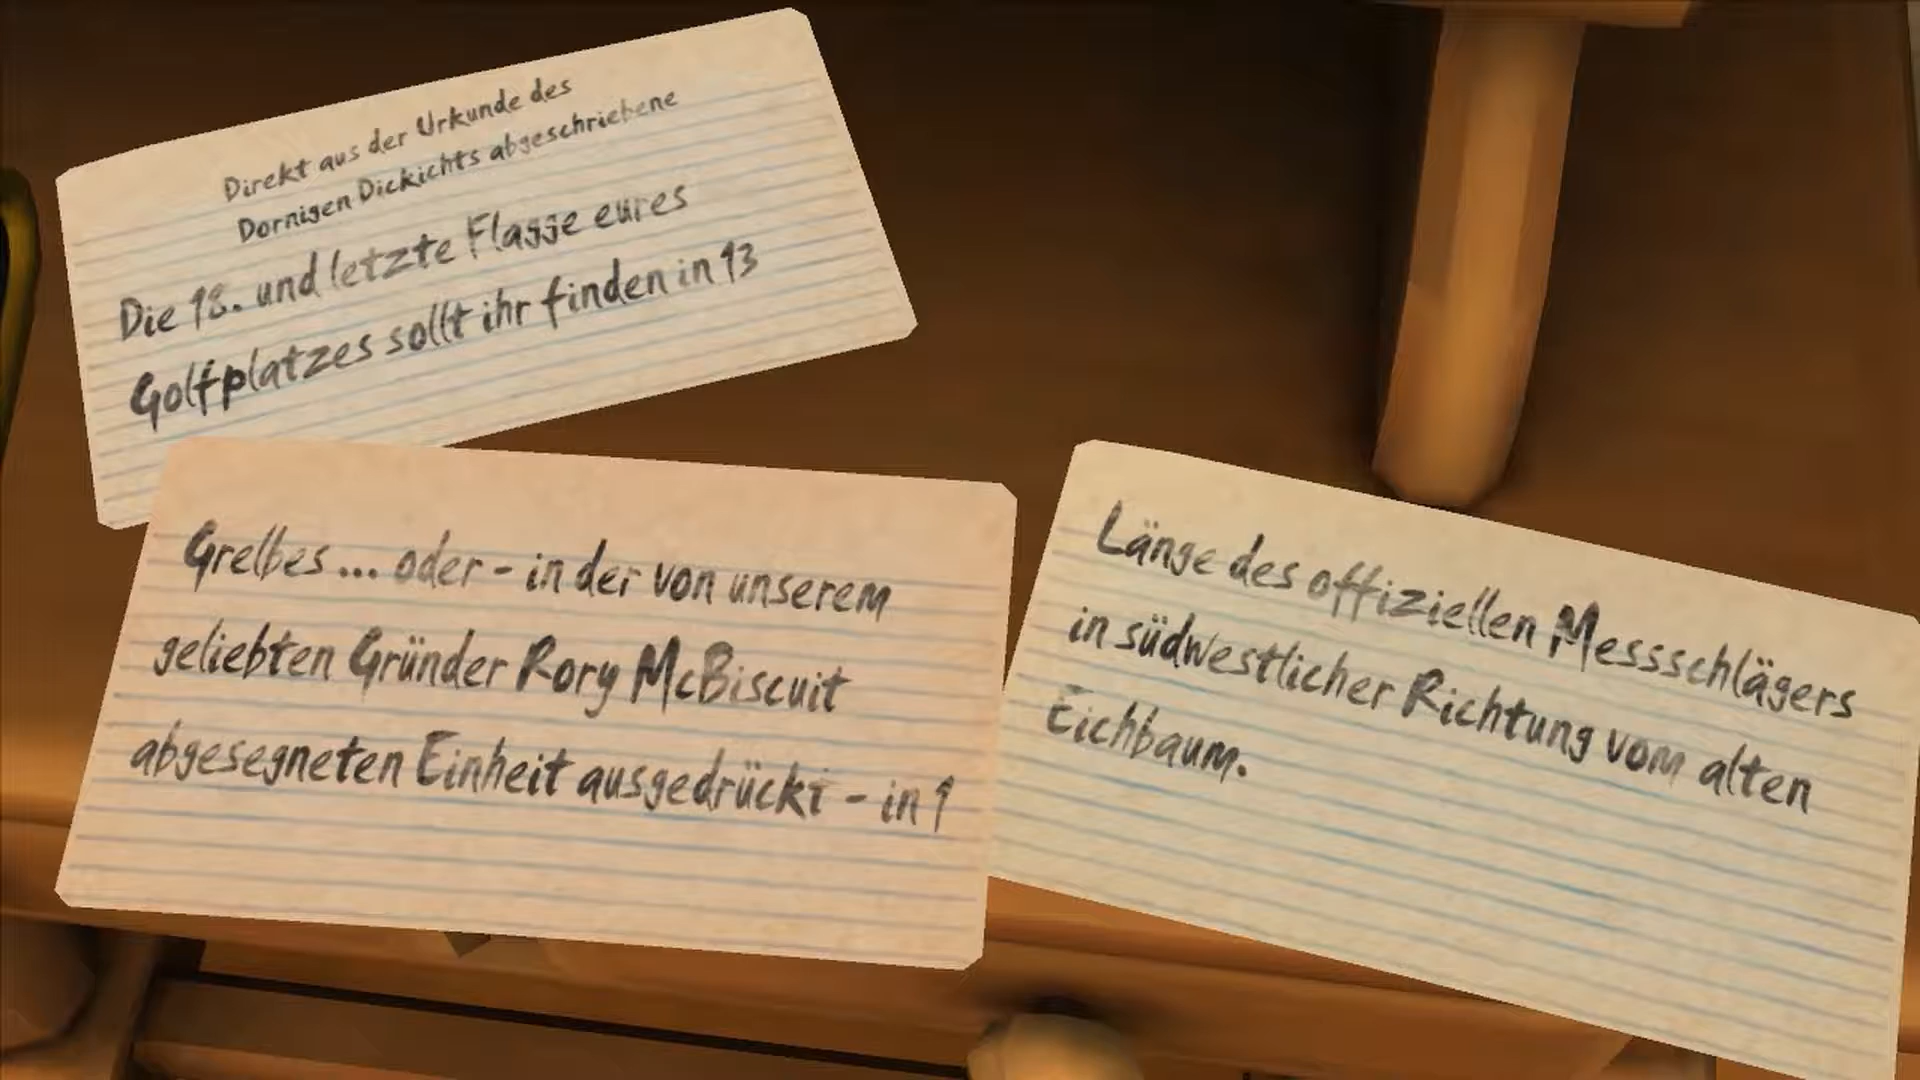 Direkt aus der Urkunde des
Dornigen Dickichts abgeschriebene
Die 18. und letzte Flagge eures
Golfplatzes sollt ihr finden in 13
Grelbes ... oder - in der von unserem
geliebten Gründer Rory McBiscuit
abgesegneten Einheit ausgedrückt - in 1
Länge des offiziellen Messschlägers
in südwestlicher Richtung vom alten
Eichbaum.